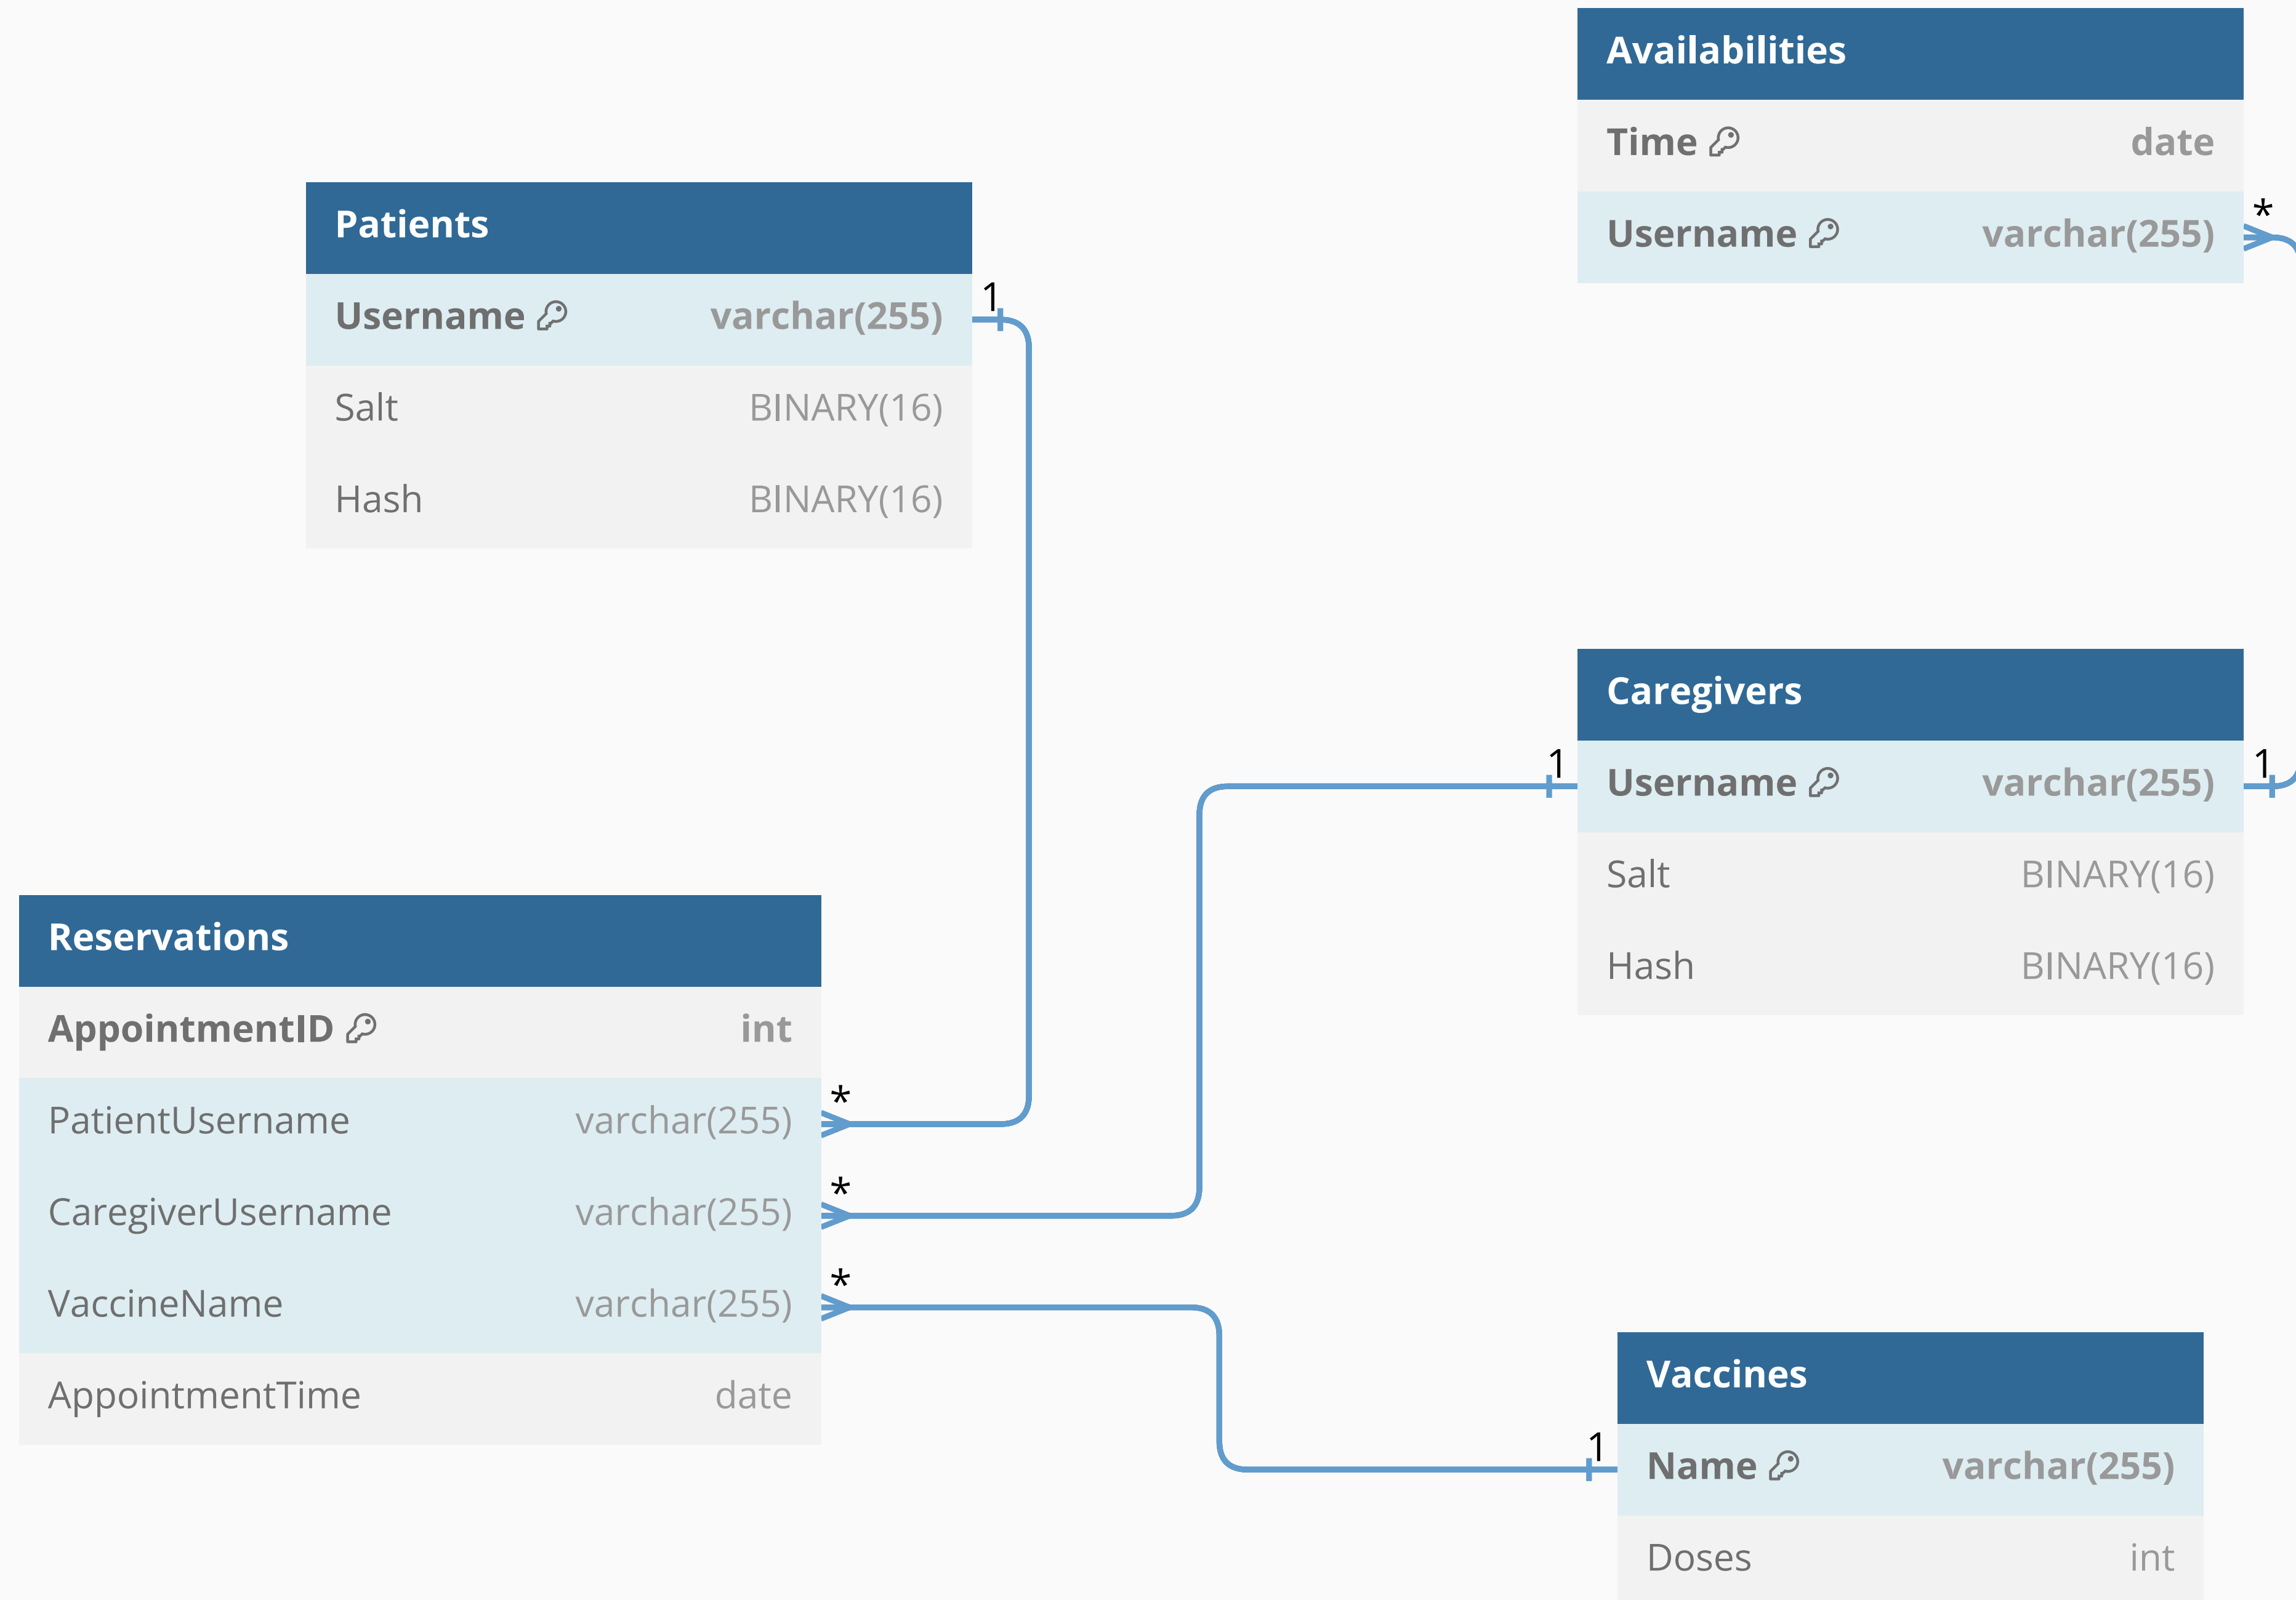 Availabilities
Time date
Username varchar(255)
*
Patients
Username varchar(255)
1
Salt BINARY(16)
Hash BINARY(16)
Caregivers
1
Username varchar(255)
1
Salt BINARY(16)
Hash BINARY(16)
Reservations
AppointmentID int
PatientUsername varchar(255)
*
CaregiverUsername varchar(255)
*
VaccineName varchar(255)
*
AppointmentTime date
Vaccines
1
Name varchar(255)
Doses int